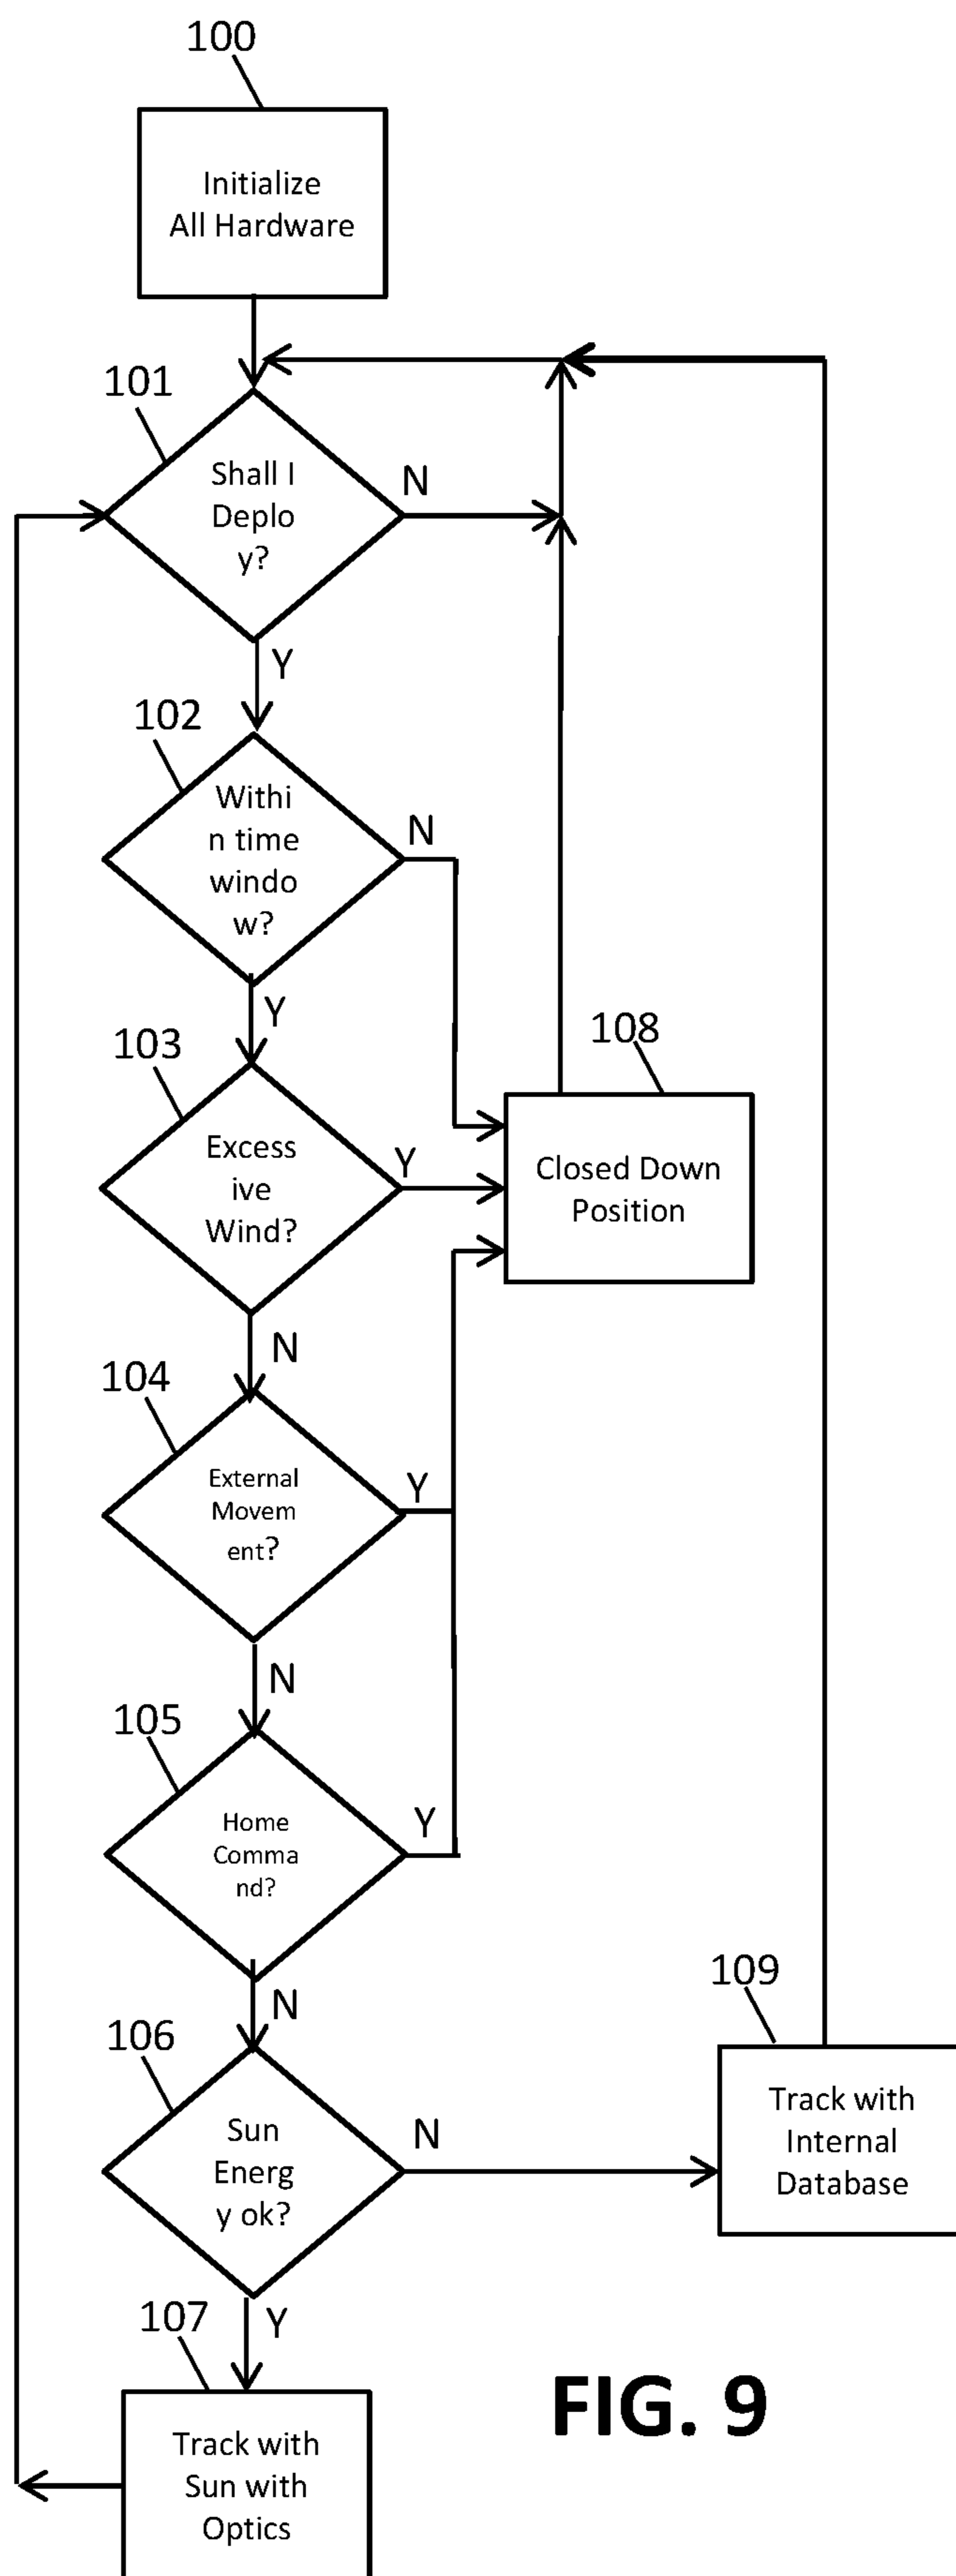 100
Initialize
All Hardware
101
Shall I
Deplo
y?
N
Y
102
Withi
n time
windo
w?
N
Y
103
Excess
ive
Wind?
Y
N
108
Closed Down
Position
104
External
Movem
ent?
Y
N
105
Home
Comma
nd?
Y
N
106
Sun
Energ
y ok?
N
Y
109
Track with
Internal
Database
107
Track with
Sun with
Optics
FIG. 9